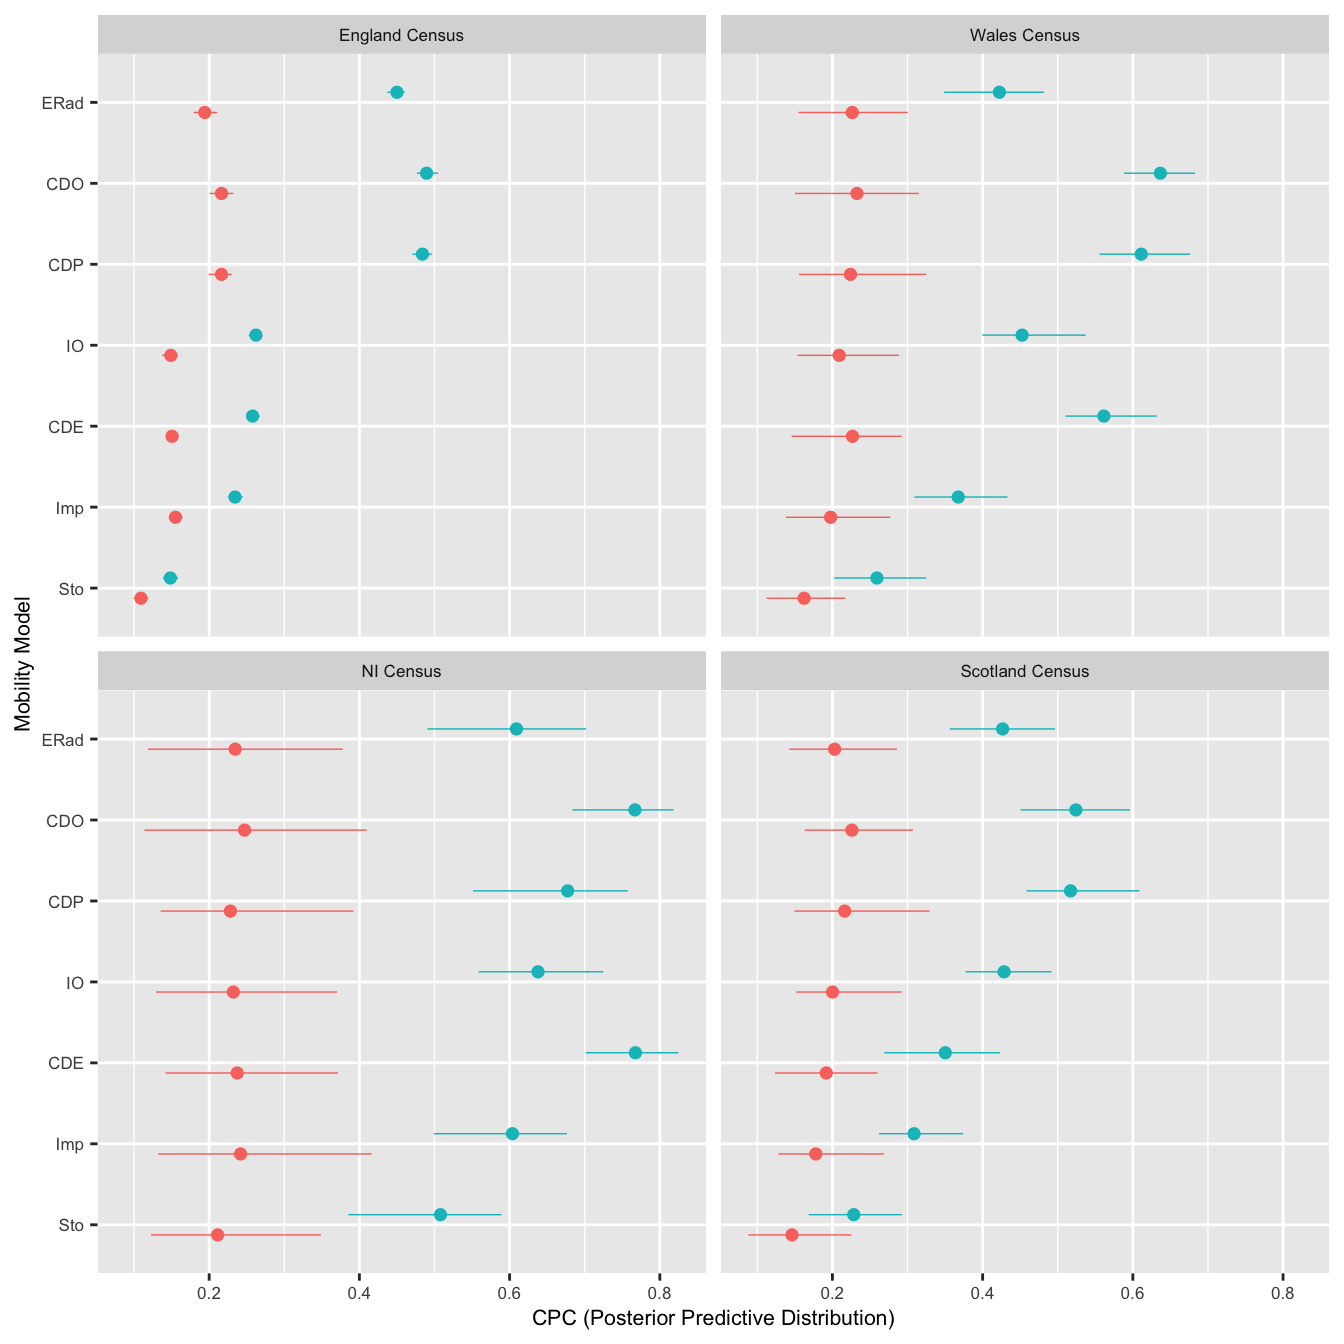 England Census
Wales Census
ERad
CDO
CDP
IO
CDE
Imp
Sto
NI Census
Scotland Census
ERad
CDO
CDP
IO
CDE
Imp
Sto
Mobility Model
0.2 0.4 0.6 0.8
0.2 0.4 0.6 0.8
CPC (Posterior Predictive Distribution)